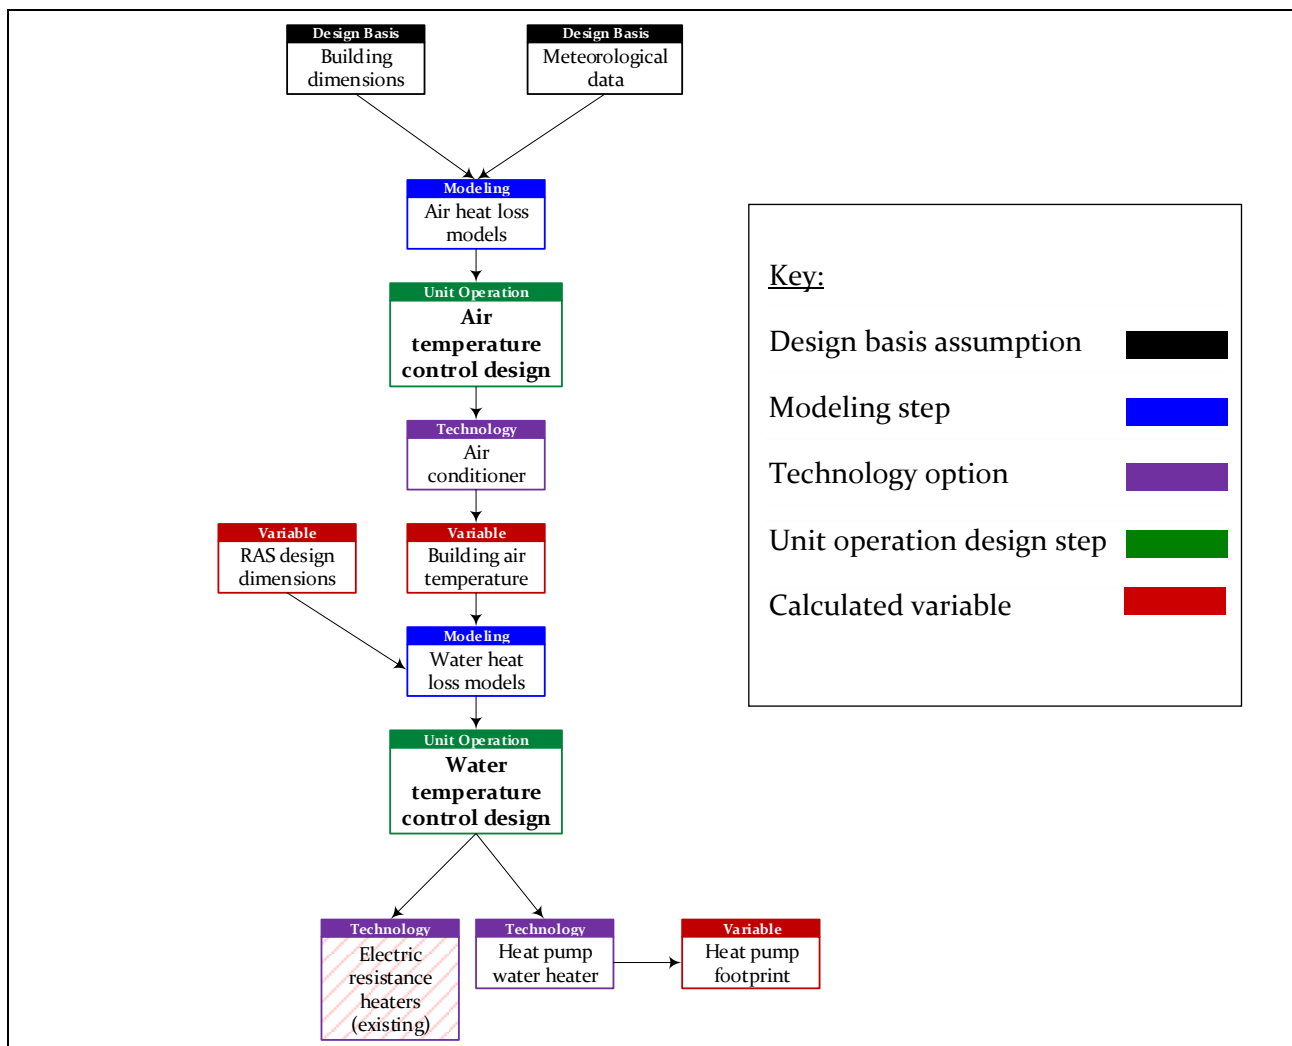 Design Basis
Building
dimensions
Design Basis
Meteorological
data
Modeling
Air heat loss
models
Unit Operation
Air
temperature
control design
Technology
Air
conditioner
Variable
RAS design
dimensions
Variable
Building air
temperature
Modeling
Water heat
loss models
Unit Operation
Water
temperature
control design
Technology
Electric
resistance
heaters
(existing)
Technology
Heat pump
water heater
Variable
Heat pump
footprint
Key:
Design basis assumption
Modeling step
Technology option
Unit operation design step
Calculated variable